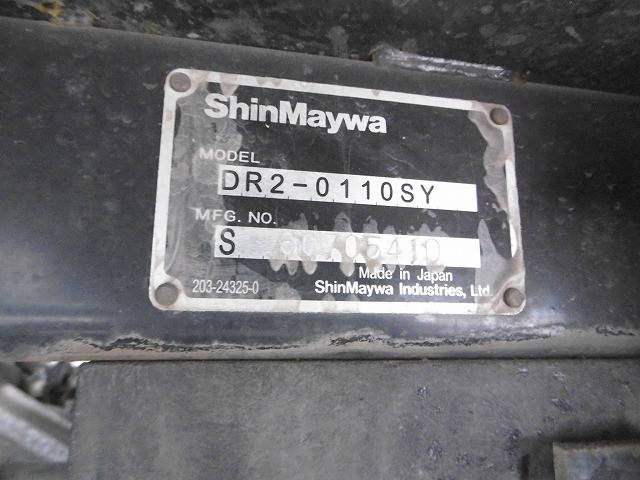 ShinMaywa
MODEL
DR2-0110SY
MFG. NO.
S
Made in Japan
203-24325-0
ShinMaywa Industries, Ltd.